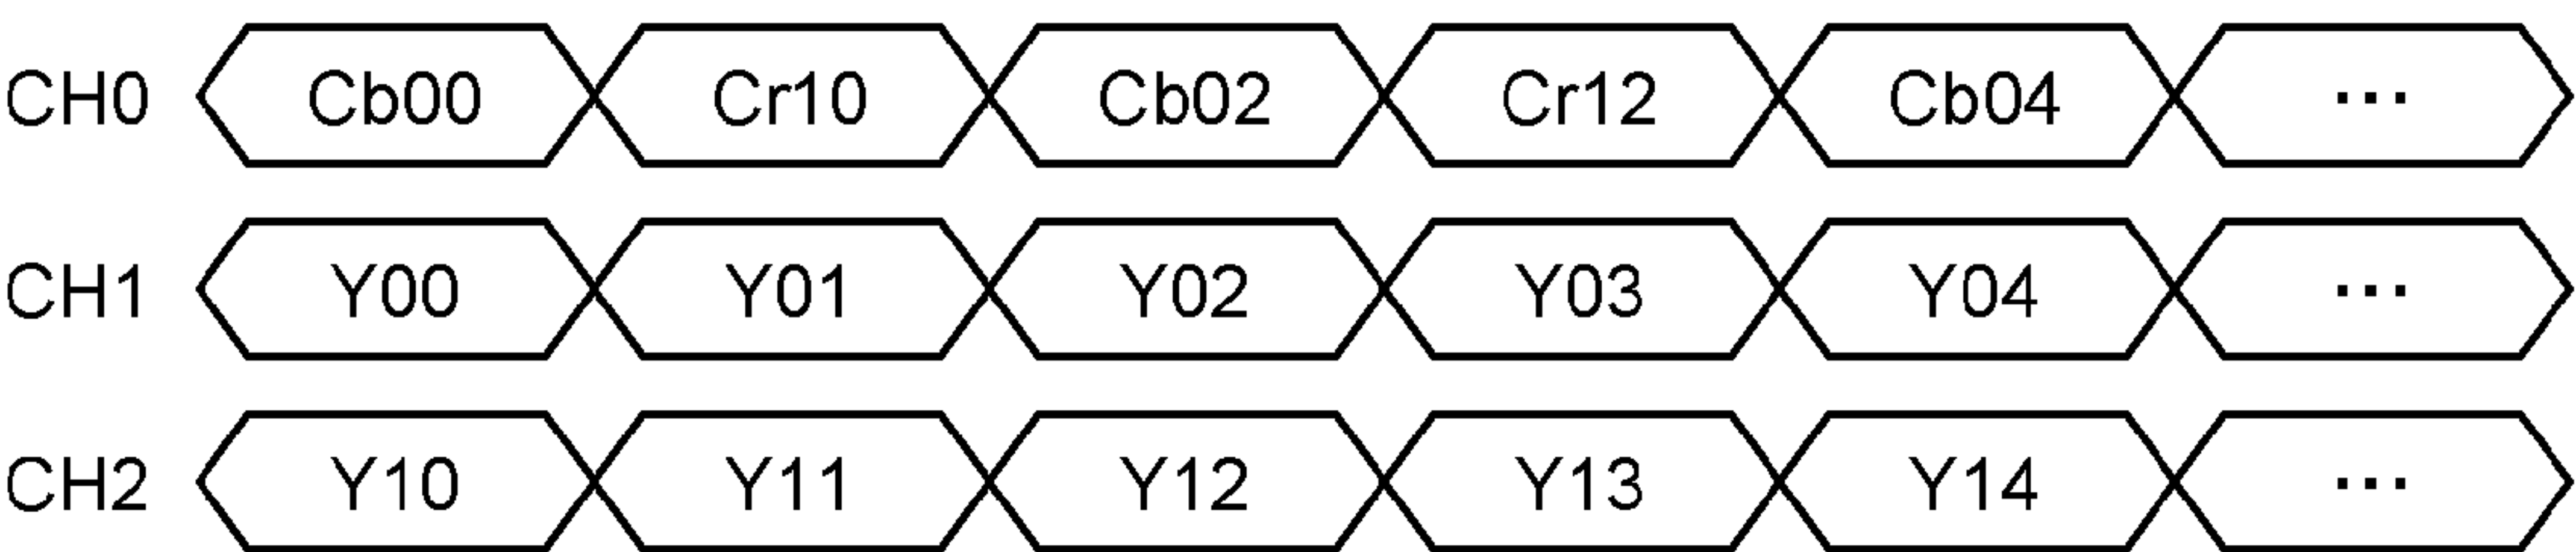 CH0 Cb00 Cr10 Cb02 Cr12 Cb04 ...
CH1 Y00 Y01 Y02 Y03 Y04 ...
CH2 Y10 Y11 Y12 Y13 Y14 ...